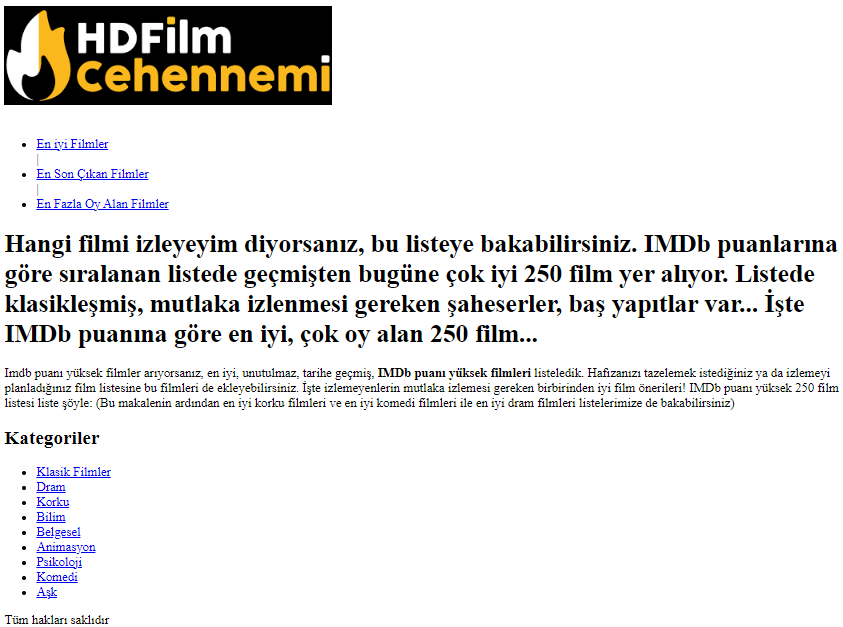 HDFilm
Cehennemi
En iyi Filmler
|
En Son Çıkan Filmler
|
En Fazla Oy Alan Filmler
Hangi filmi izleyeyim diyorsanız, bu listeye bakabilirsiniz. IMDb puanlarına
göre sıralanan listede geçmişten bugüne çok iyi 250 film yer alıyor. Listede
klasikleşmiş, mutlaka izlenmesi gereken şaheserler, baş yapıtlar var... İşte
IMDb puanına göre en iyi, çok oy alan 250 film...
Imdb puanı yüksek filmler arıyorsanız, en iyi, unutulmaz, tarihe geçmiş, IMDb puanı yüksek filmleri listeledik. Hafızanızı tazelemek istediğiniz ya da izlemeyi
planladığınız film listesine bu filmleri de ekleyebilirsiniz. İşte izlemeyenlerin mutlaka izlemesi gereken birbirinden iyi film önerileri! IMDb puanı yüksek 250 film
listesi liste şöyle: (Bu makalenin ardından en iyi korku filmleri ve en iyi komedi filmleri ile en iyi dram filmleri listelerimize de bakabilirsiniz)
Kategoriler
Klasik Filmler
Dram
Korku
Bilim
Belgesel
Animasyon
Psikoloji
Komedi
Aşk
Tüm hakları saklıdır